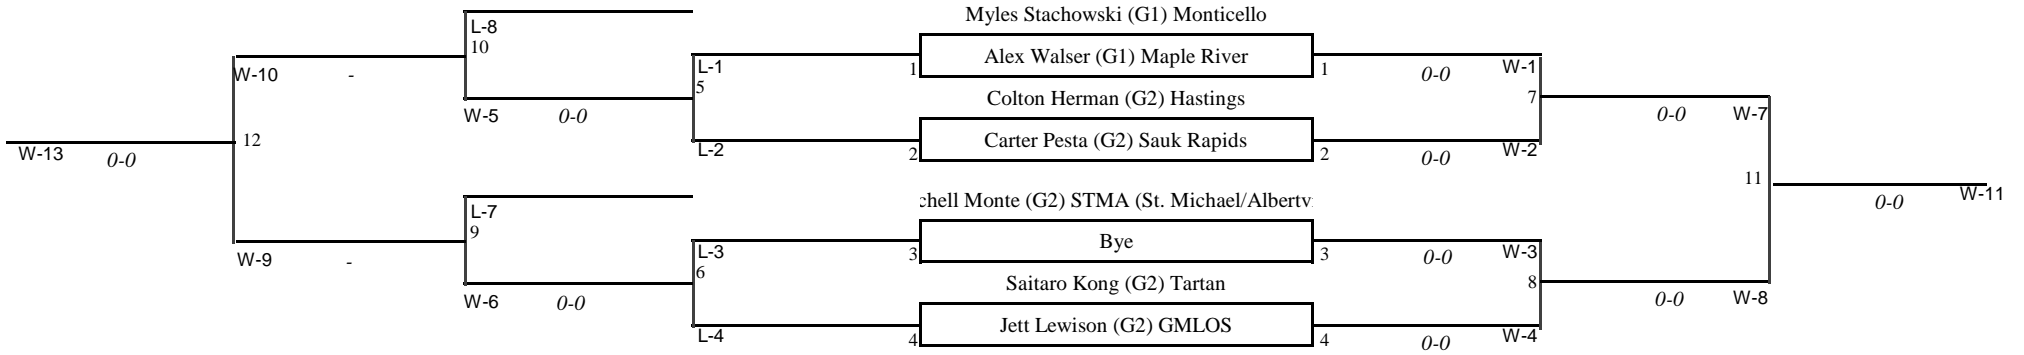 Myles Stachowski (G1) Monticello
L-8
10
Alex Walser (G1) Maple River
W-10 -
L-1 1 1 0-0 W-1
5
Colton Herman (G2) Hastings
7
W-5 0-0
0-0 W-7
12
Carter Pesta (G2) Sauk Rapids
W-13 0-0
L-2 2 2 0-0 W-2
11
chell Monte (G2) STMA (St. Michael/Albertv
0-0 W-11
L-7
9
Bye
W-9 -
L-3 3 3 0-0 W-3
6
Saitaro Kong (G2) Tartan
8
W-6 0-0
0-0 W-8
Jett Lewison (G2) GMLOS
L-4 4 4 0-0 W-4